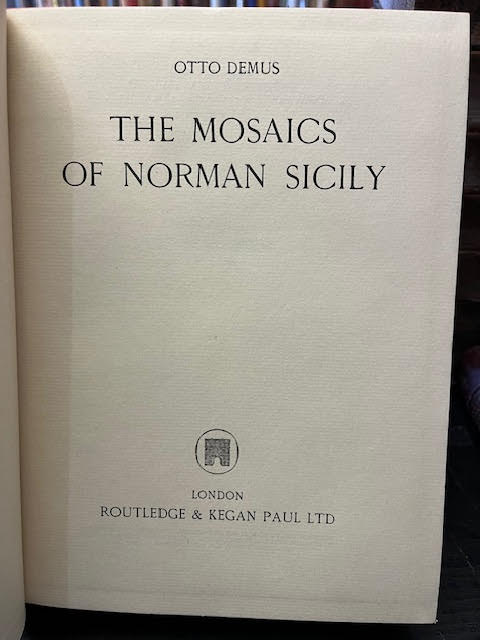 OTTO DEMUS
THE MOSAICS
OF NORMAN SICILY
LONDON
ROUTLEDGE & KEGAN PAUL LTD